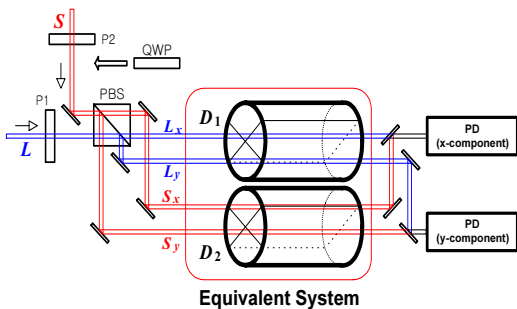 S
P2
QWP
P1
PBS
L
Lx
D1
Ly
Sx
Sy
D2
PD
(x-component)
PD
(y-component)
Equivalent System